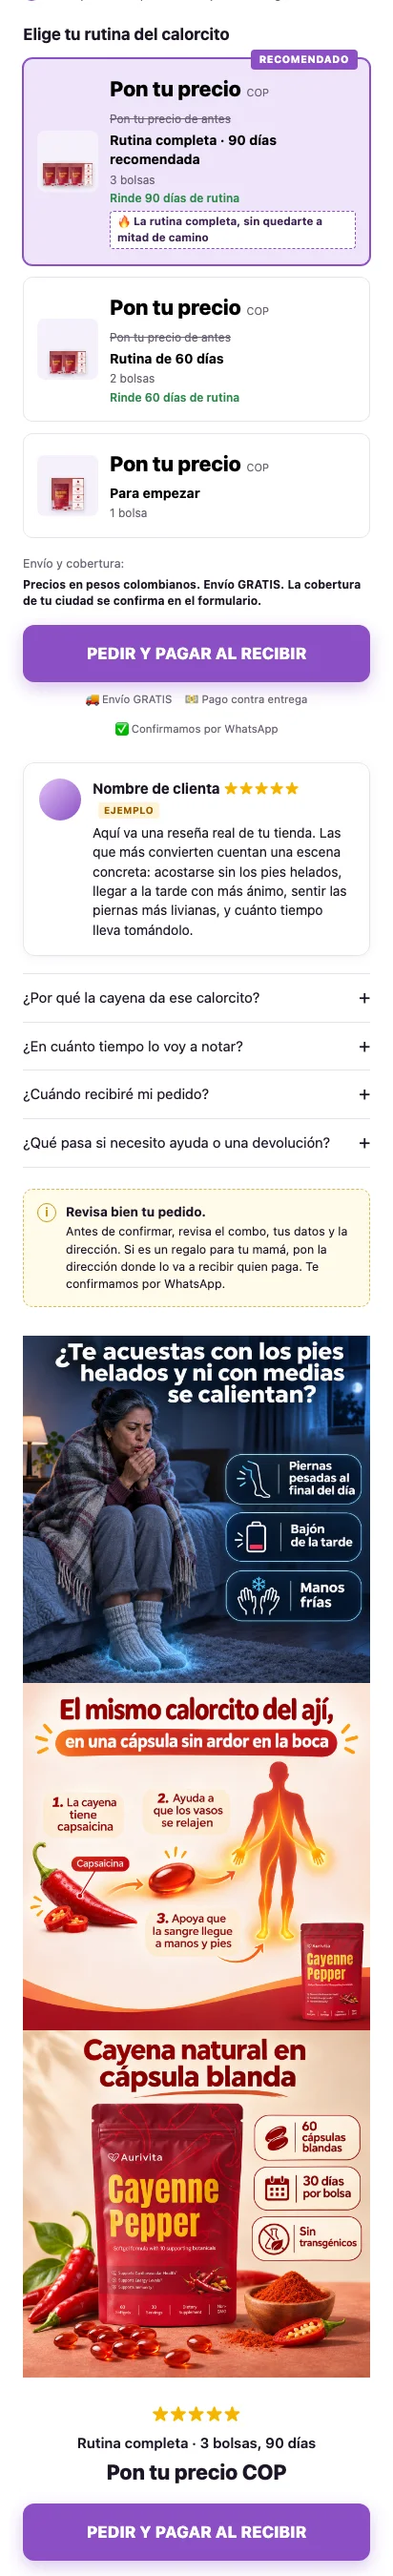 Elige tu rutina del calorcito
RECOMENDADO
Pon tu precio COP
Pon tu precio de antes
Rutina completa · 90 días
recomendada
3 bolsas
Rinde 90 días de rutina
🔥 La rutina completa, sin quedarte a
mitad de camino
Pon tu precio COP
Pon tu precio de antes
Rutina de 60 días
2 bolsas
Rinde 60 días de rutina
Pon tu precio COP
Para empezar
1 bolsa
Envío y cobertura:
Precios en pesos colombianos. Envío GRATIS. La cobertura
de tu ciudad se confirma en el formulario.
PEDIR Y PAGAR AL RECIBIR
🚚 Envío GRATIS 💵 Pago contra entrega
✅ Confirmamos por WhatsApp
Nombre de clienta ★★★★★
EJEMPLO
Aquí va una reseña real de tu tienda. Las
que más convierten cuentan una escena
concreta: acostarse sin los pies helados,
llegar a la tarde con más ánimo, sentir las
piernas más livianas, y cuánto tiempo
lleva tomándolo.
¿Por qué la cayena da ese calorcito? +
¿En cuánto tiempo lo voy a notar? +
¿Cuándo recibiré mi pedido? +
¿Qué pasa si necesito ayuda o una devolución? +
Revisa bien tu pedido.
Antes de confirmar, revisa el combo, tus datos y la
dirección. Si es un regalo para tu mamá, pon la
dirección donde lo va a recibir quien paga. Te
confirmamos por WhatsApp.
¿Te acuestas con los pies
helados y ni con medias
se calientan?
Piernas
pesadas al
final del día
Bajón
de la tarde
Manos
frías
El mismo calorcito del ají,
en una cápsula sin ardor en la boca
1. La cayena
tiene
capsaicina
2. Ayuda a
que los vasos
se relajen
Capsaicina
3. Apoya que
la sangre llegue
a manos y pies
Aurivita
Cayenne
Pepper
Cayena natural en
cápsula blanda
Aurivita
Cayenne
Pepper
60
cápsulas
blandas
30 días
por bolsa
Sin
transgénicos
★★★★★
Rutina completa · 3 bolsas, 90 días
Pon tu precio COP
PEDIR Y PAGAR AL RECIBIR